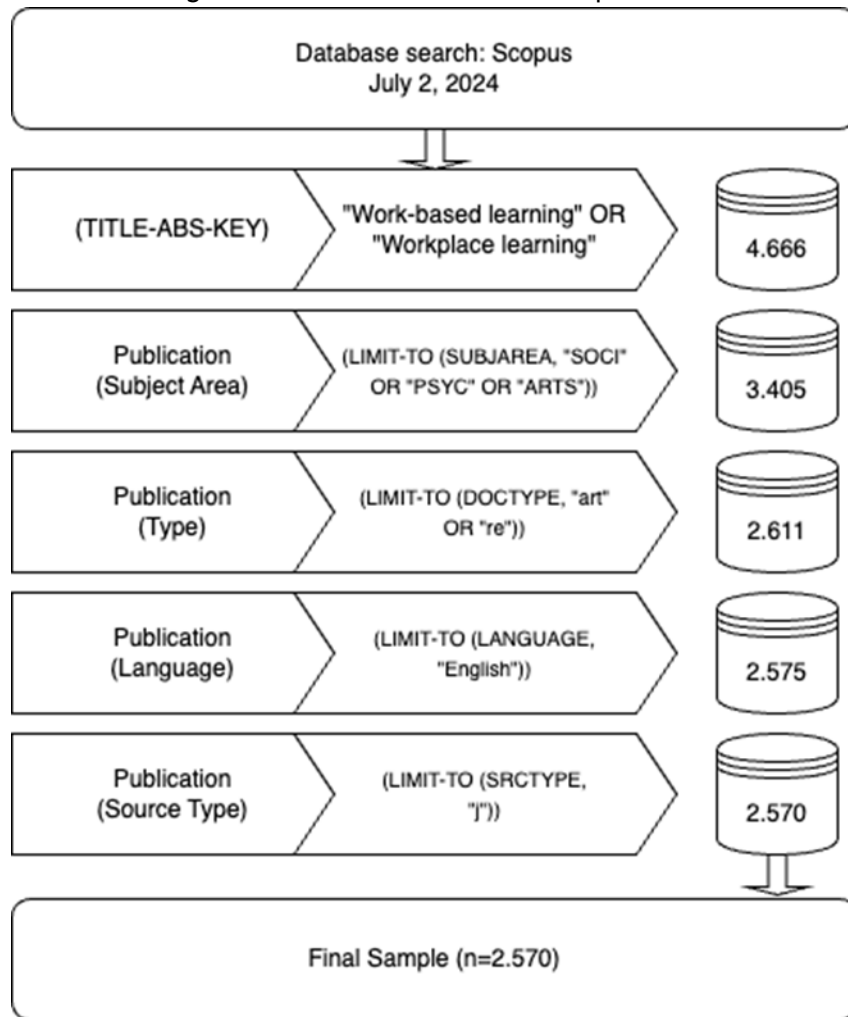 Database search: Scopus
July 2, 2024
(TITLE-ABS-KEY)
"Work-based learning" OR
"Workplace learning"
4.666
Publication
(Subject Area)
(LIMIT-TO (SUBJAREA, "SOCI"
OR "PSYC" OR "ARTS"))
3.405
Publication
(Type)
(LIMIT-TO (DOCTYPE, "art"
OR "re"))
2.611
Publication
(Language)
(LIMIT-TO (LANGUAGE,
"English"))
2.575
Publication
(Source Type)
(LIMIT-TO (SRCTYPE,
"j"))
2.570
Final Sample (n=2.570)